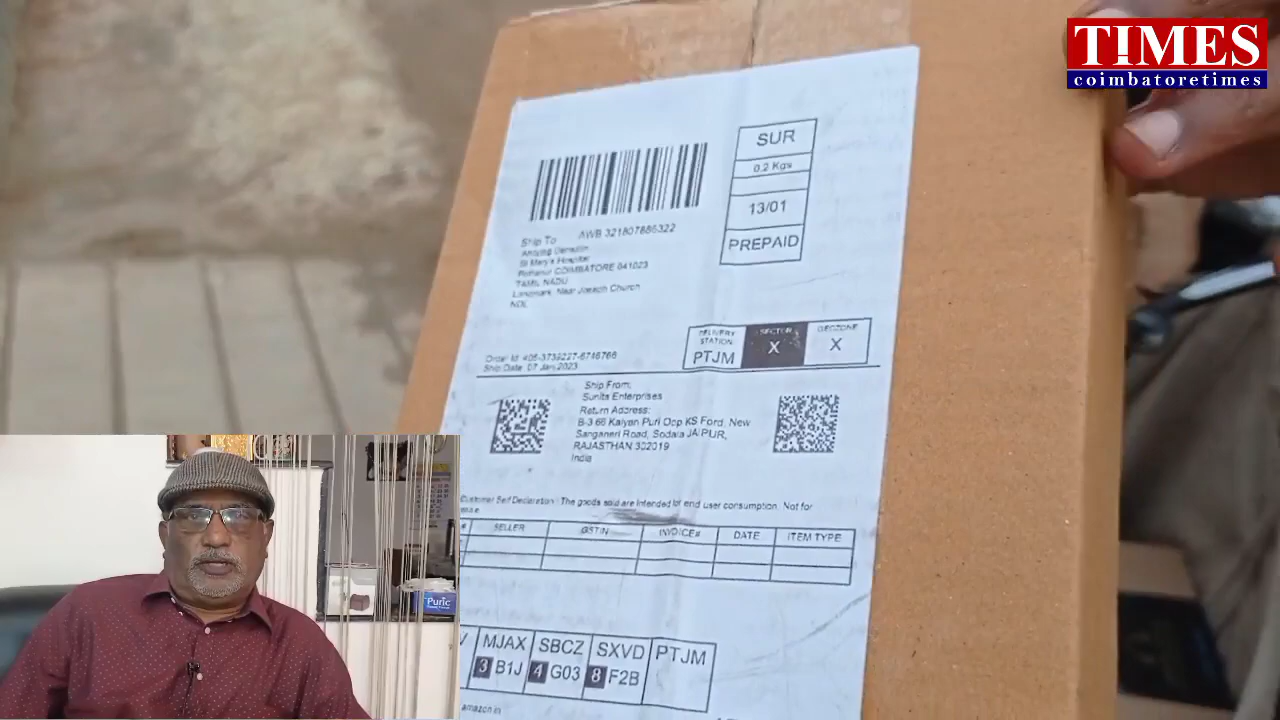 TIMES
coimbatoretimes
SUR
0.2 Kgs
13/01
PREPAID
AWB 321807886322
Ship To
St Mary's Hospital
COIMBATORE 641023
TAMIL NADU
Landmark: Near Joseph Church
NDL
DELIVERY STATION
PTJM
SECTOR
X
GEOZONE
X
Order Id: 405-3739227-6746766
Ship Date: 07 Jan 2023
Ship From:
Sunita Enterprises
Return Address:
B-3 66 Kalyan Puri Opp KS Ford, New
Sanganeri Road, Sodala JAIPUR,
RAJASTHAN 302019
India
Customer Self Declaration : The goods sold are intended for end user consumption. Not for
SELLER GSTIN INVOICE# DATE ITEM TYPE
MJAX SBCZ SXVD PTJM
3 B1J 4 G03 8 F2B
amazon.in
Puric